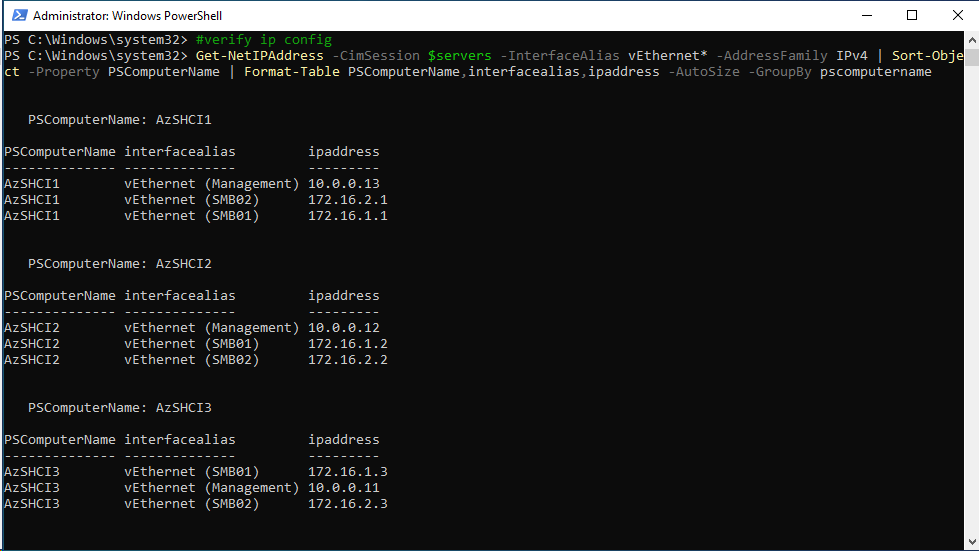 Administrator: Windows PowerShell
PS C:\Windows\system32> #verify ip config
PS C:\Windows\system32> Get-NetIPAddress -CimSession $servers -InterfaceAlias vEthernet* -AddressFamily IPv4 | Sort-Obje
ct -Property PSComputerName | Format-Table PSComputerName,interfacealias,ipaddress -AutoSize -GroupBy pscomputername
PSComputerName: AzSHCI1
PSComputerName interfacealias ipaddress
-------------- -------------- ---------
AzSHCI1 vEthernet (Management) 10.0.0.13
AzSHCI1 vEthernet (SMB02) 172.16.2.1
AzSHCI1 vEthernet (SMB01) 172.16.1.1
PSComputerName: AzSHCI2
PSComputerName interfacealias ipaddress
-------------- -------------- ---------
AzSHCI2 vEthernet (Management) 10.0.0.12
AzSHCI2 vEthernet (SMB01) 172.16.1.2
AzSHCI2 vEthernet (SMB02) 172.16.2.2
PSComputerName: AzSHCI3
PSComputerName interfacealias ipaddress
-------------- -------------- ---------
AzSHCI3 vEthernet (SMB01) 172.16.1.3
AzSHCI3 vEthernet (Management) 10.0.0.11
AzSHCI3 vEthernet (SMB02) 172.16.2.3